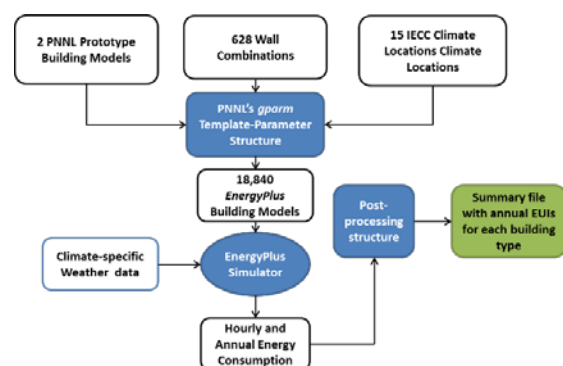 2 PNNL Prototype
Building Models
628 Wall
Combinations
15 IECC Climate
Locations Climate
Locations
PNNL's gparm
Template-Parameter
Structure
18,840
EnergyPlus
Building Models
Post-
processing
structure
Summary file
with annual EUIs
for each building
type
Climate-specific
Weather data
EnergyPlus
Simulator
Hourly and
Annual Energy
Consumption